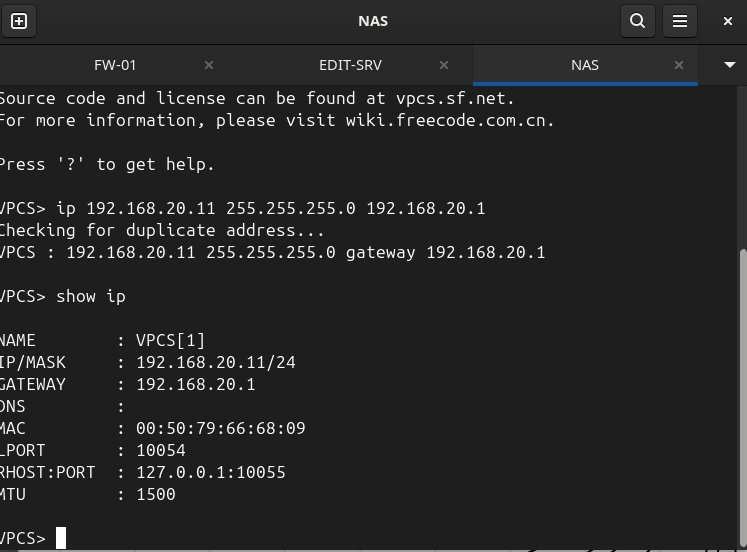 NAS
FW-01
EDIT-SRV
NAS
Source code and license can be found at vpcs.sf.net.
For more information, please visit wiki.freecode.com.cn.
Press '?' to get help.
VPCS> ip 192.168.20.11 255.255.255.0 192.168.20.1
Checking for duplicate address...
VPCS : 192.168.20.11 255.255.255.0 gateway 192.168.20.1
VPCS> show ip
NAME : VPCS[1]
IP/MASK : 192.168.20.11/24
GATEWAY : 192.168.20.1
DNS :
MAC : 00:50:79:66:68:09
LPORT : 10054
RHOST:PORT : 127.0.0.1:10055
MTU : 1500
VPCS>